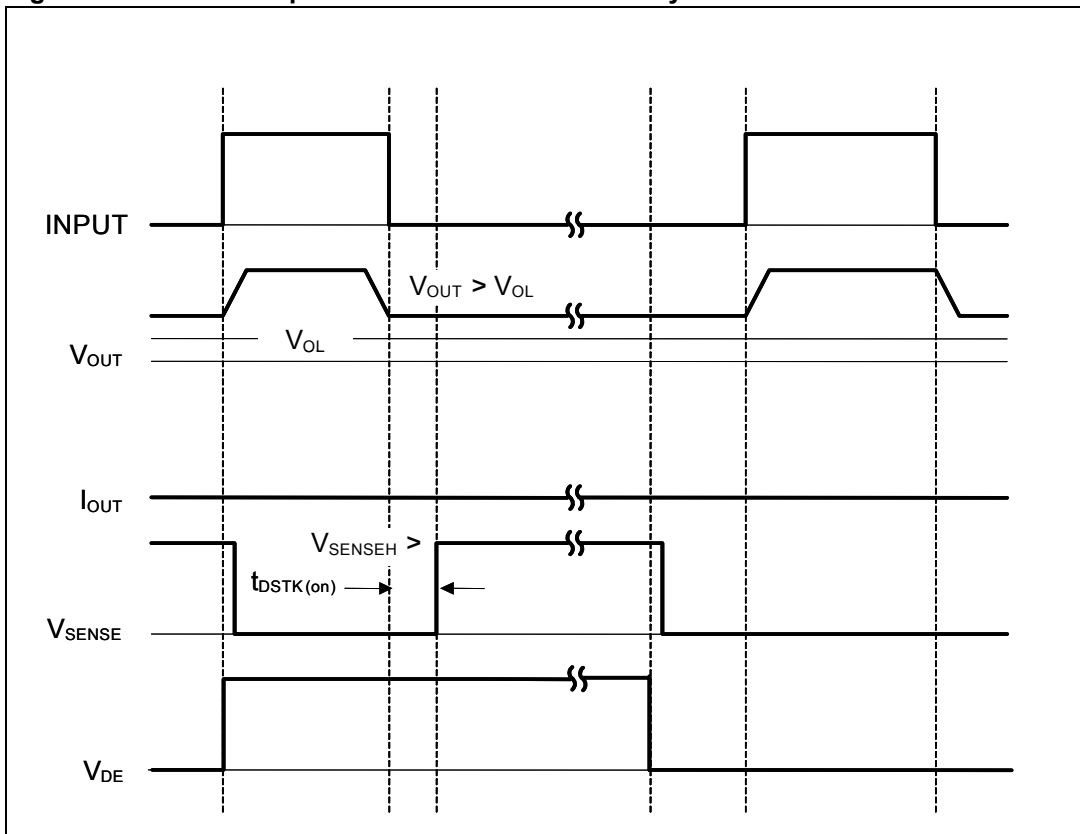 INPUT
V_OUT > V_OL
V_OL
V_OUT
I_OUT
V_SENSEH >
t_DSTK(on)
V_SENSE
V_DE